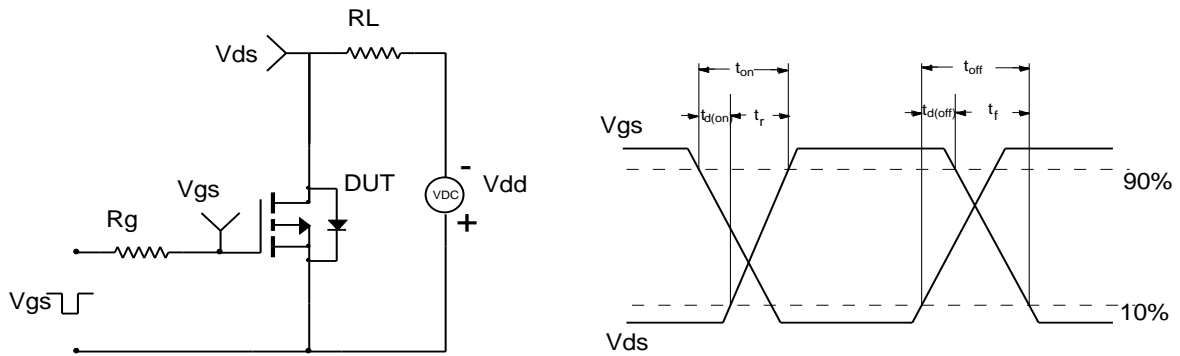 RL
Vds
Vgs
DUT
VDC
-
+
Vdd
Rg
Vgs
ton
toff
td(on)
tr
td(off)
tf
Vgs
90%
10%
Vds